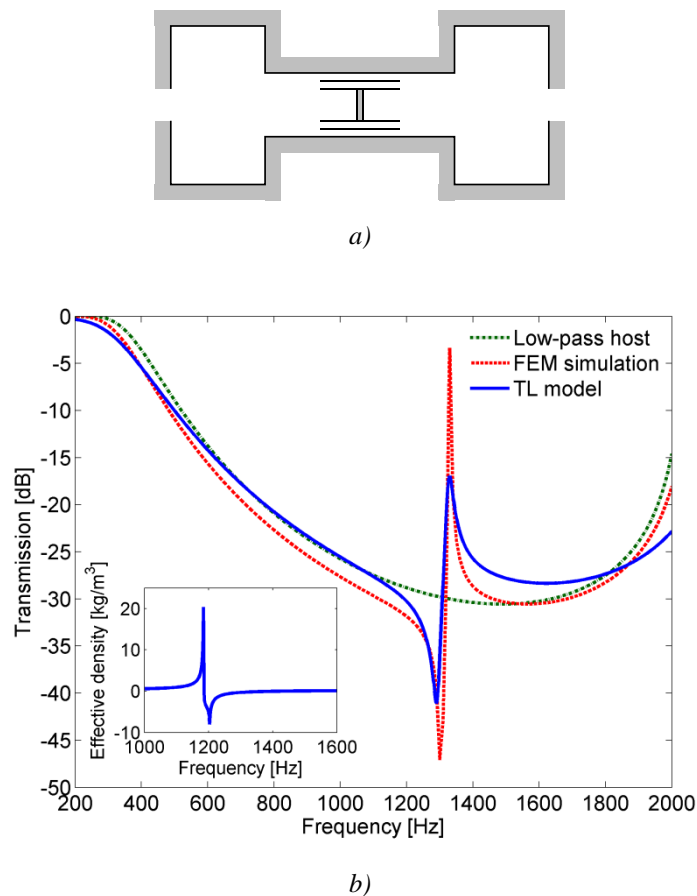 a)
0
-5
-10
-15
-20
-25
-30
-35
-40
-45
-50
Transmission [dB]
200 400 600 800 1000 1200 1400 1600 1800 2000
Frequency [Hz]
Low-pass host
FEM simulation
TL model
Effective density [kg/m³]
20
10
0
-10
1000 1200 1400 1600
Frequency [Hz]
b)